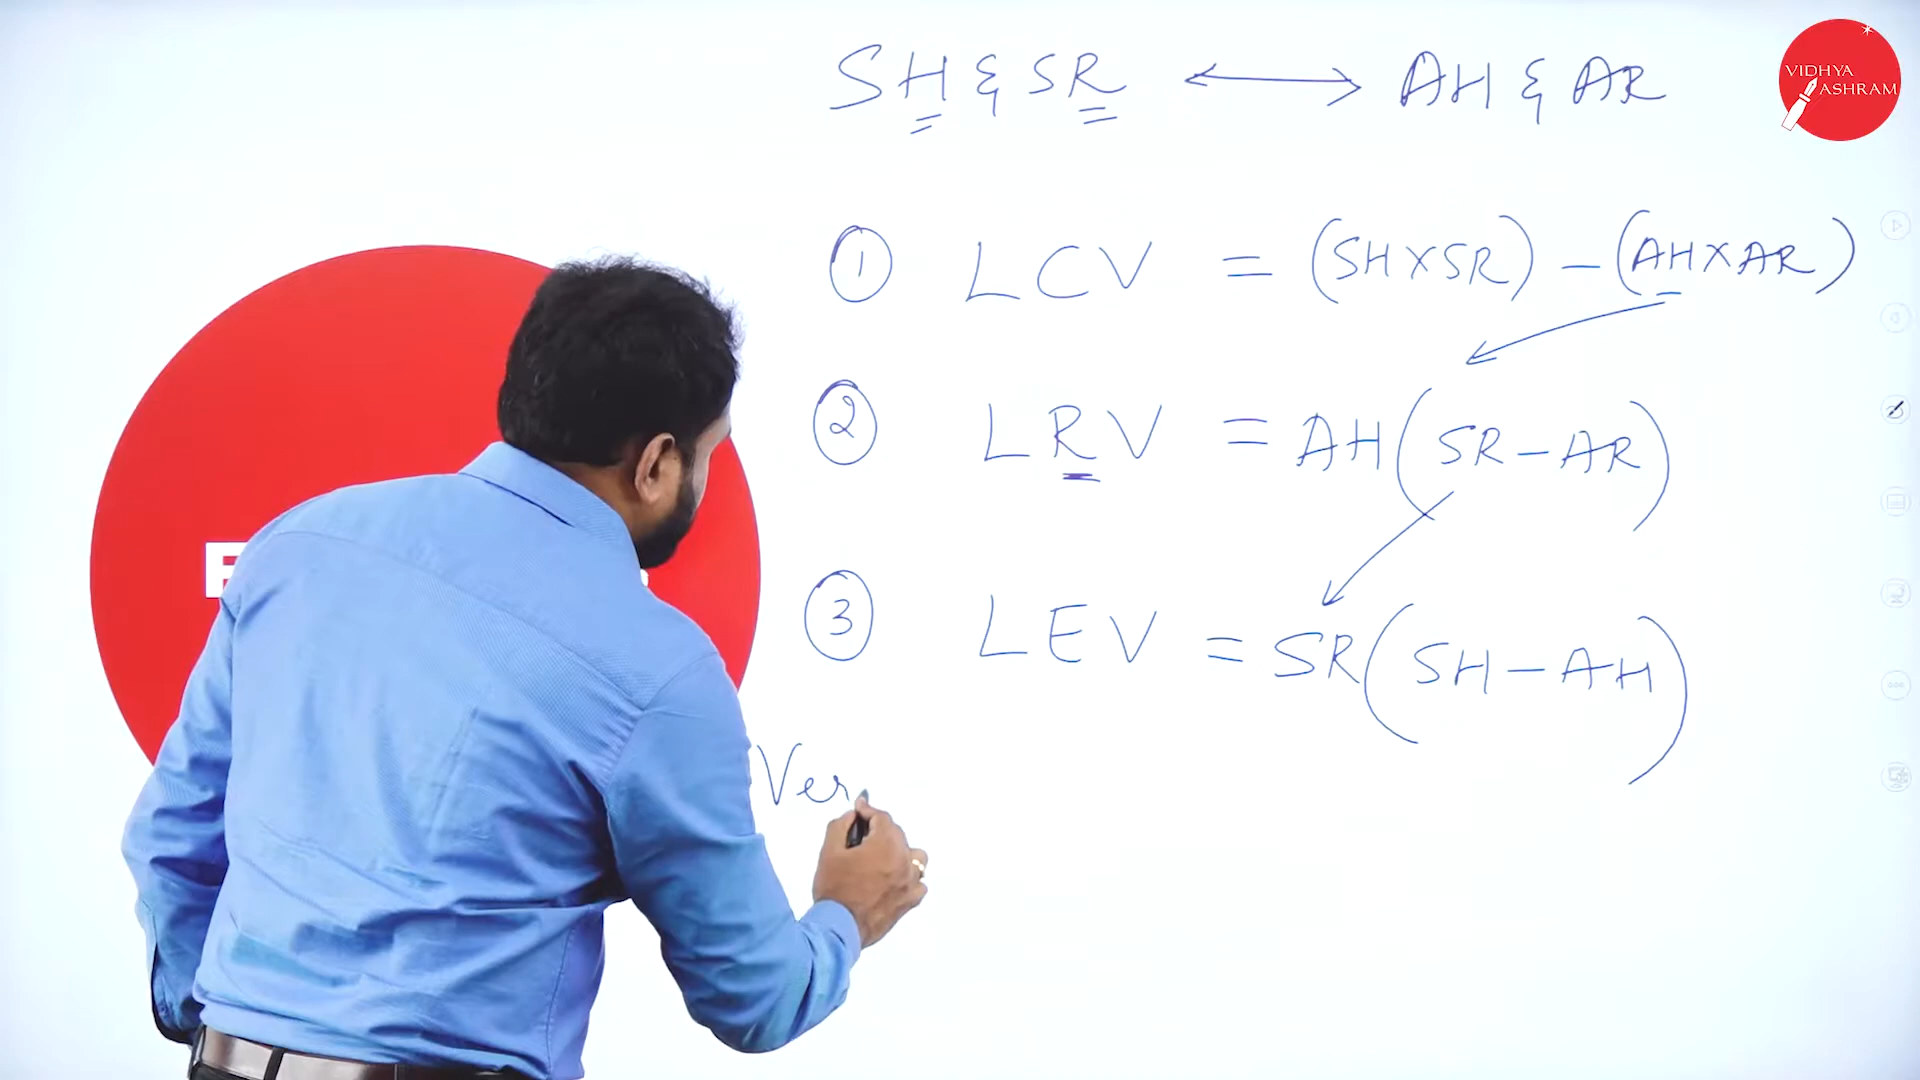 SH & SR ⟷ AH & AR
VIDHYA
ASHRAM
① LCV = (SH×SR) – (AH×AR)
② LRV = AH(SR – AR)
③ LEV = SR(SH – AH)
Ver